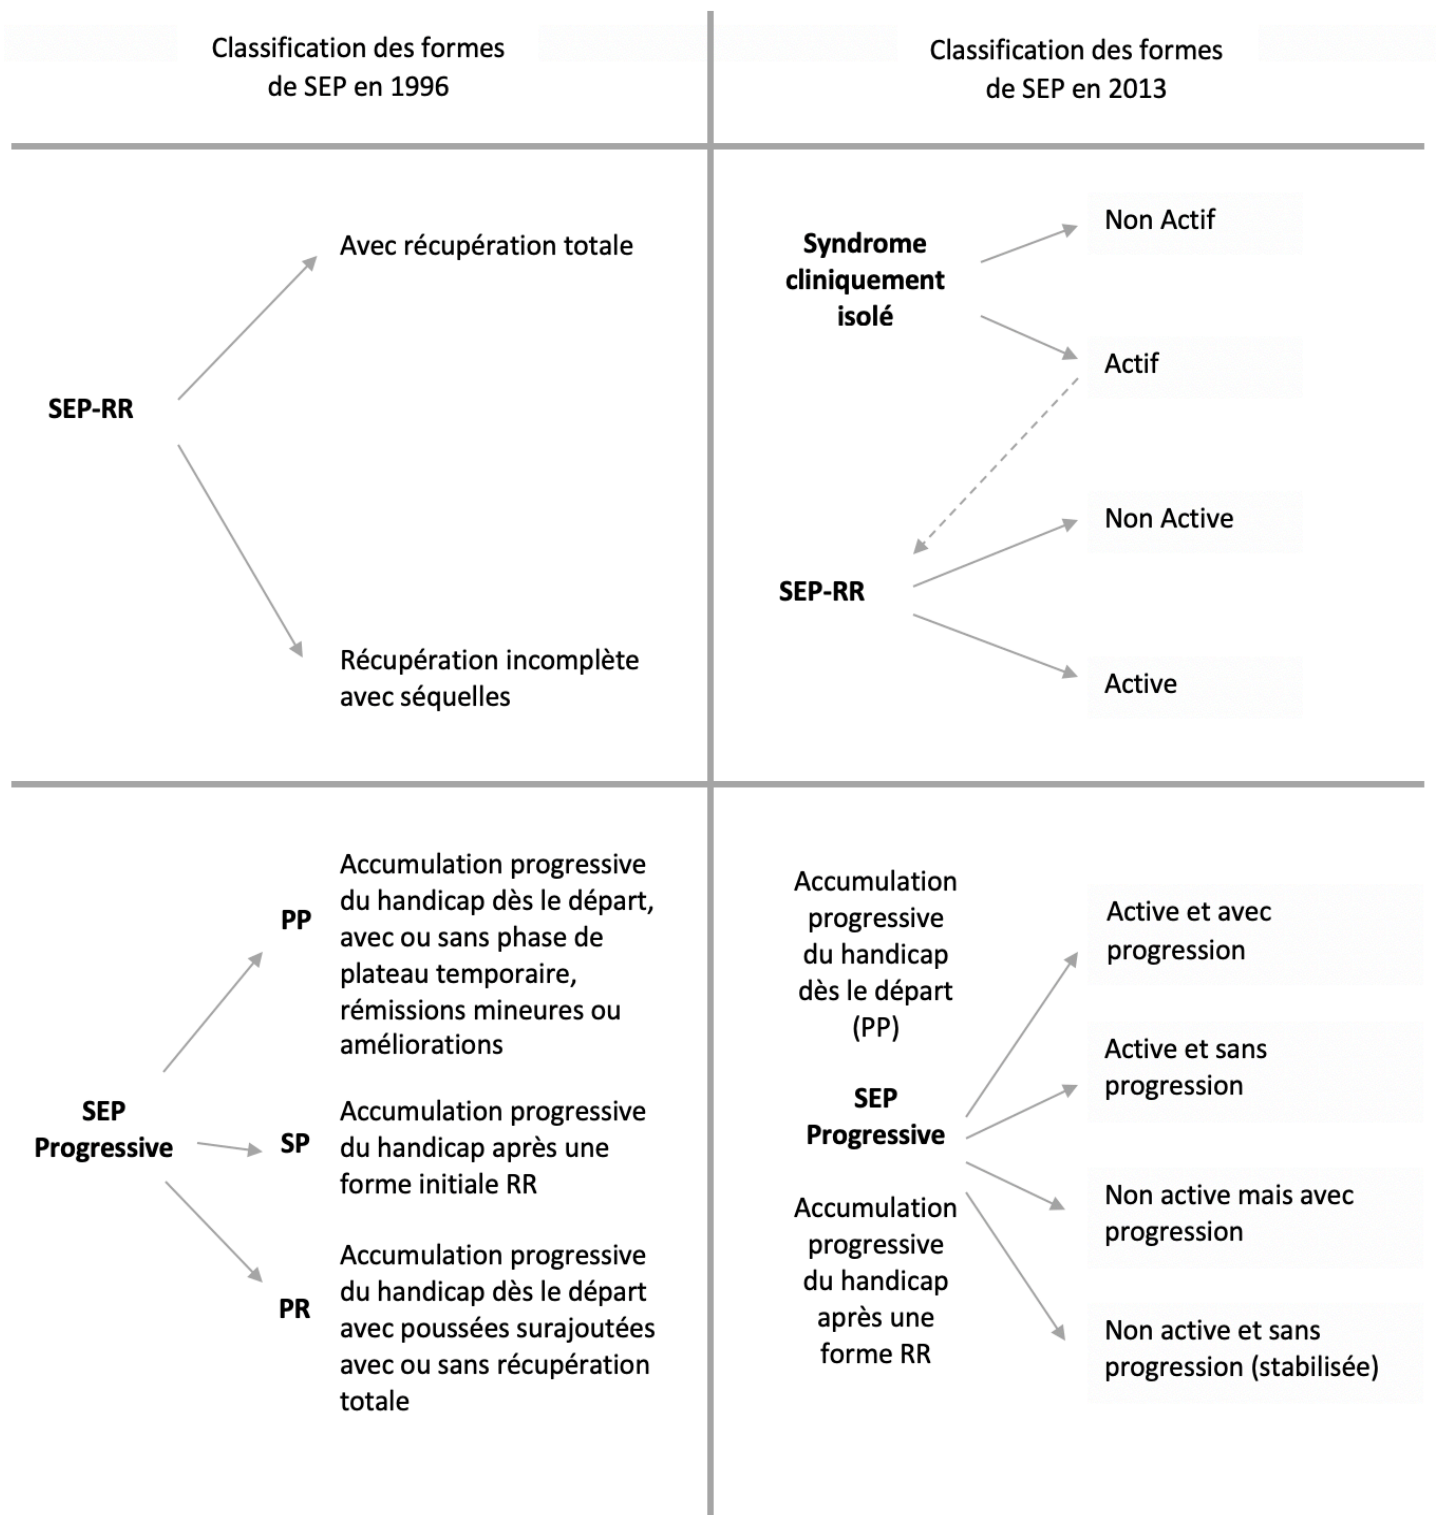 Classification des formes
de SEP en 1996
Classification des formes
de SEP en 2013
SEP-RR
Avec récupération totale
Récupération incomplète
avec séquelles
Syndrome
cliniquement
isolé
Non Actif
Actif
SEP-RR
Non Active
Active
SEP
Progressive
PP
Accumulation progressive
du handicap dès le départ,
avec ou sans phase de
plateau temporaire,
rémissions mineures ou
améliorations
SP
Accumulation progressive
du handicap après une
forme initiale RR
PR
Accumulation progressive
du handicap dès le départ
avec poussées surajoutées
avec ou sans récupération
totale
Accumulation
progressive
du handicap
dès le départ
(PP)
SEP
Progressive
Accumulation
progressive
du handicap
après une
forme RR
Active et avec
progression
Active et sans
progression
Non active mais avec
progression
Non active et sans
progression (stabilisée)